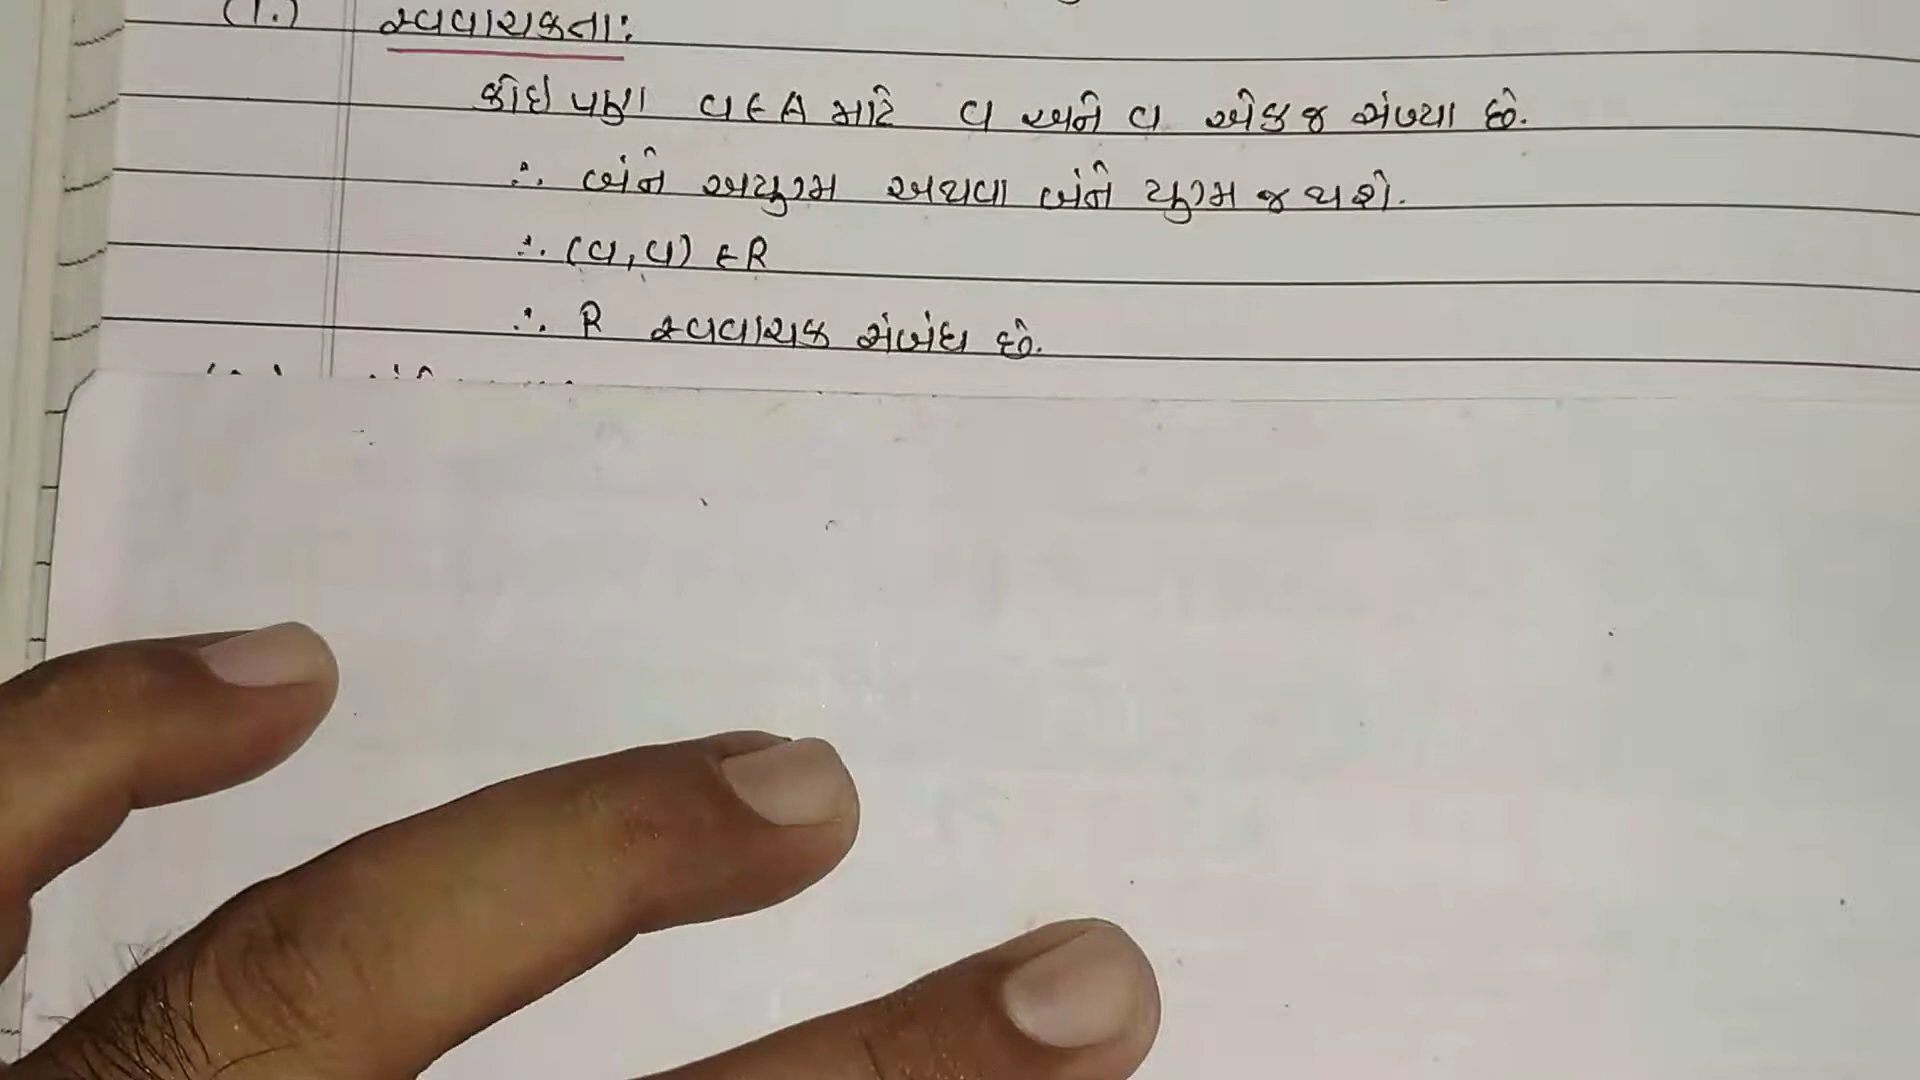 (1.) સ્વવાચકતા:
કોઇ પણ a ∈ A માટે a અને a એક જ સંખ્યા છે.
∴ બંને અયુગ્મ અથવા બંને યુગ્મ જ થશે.
∴ (a, a) ∈ R
∴ R સ્વવાચક સંબંધ છે.